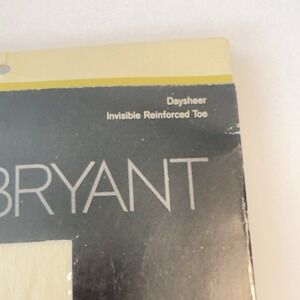 Daysheer
Invisible Reinforced Toe
BRYANT